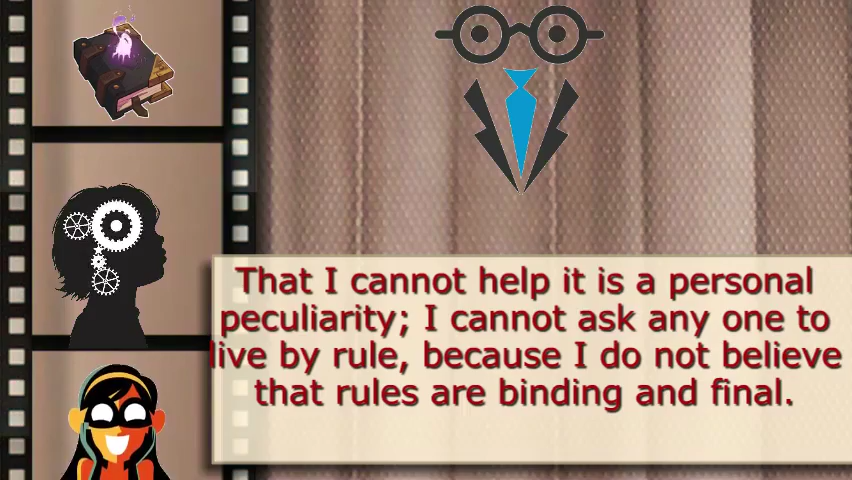 That I cannot help it is a personal
peculiarity; I cannot ask any one to
live by rule, because I do not believe
that rules are binding and final.